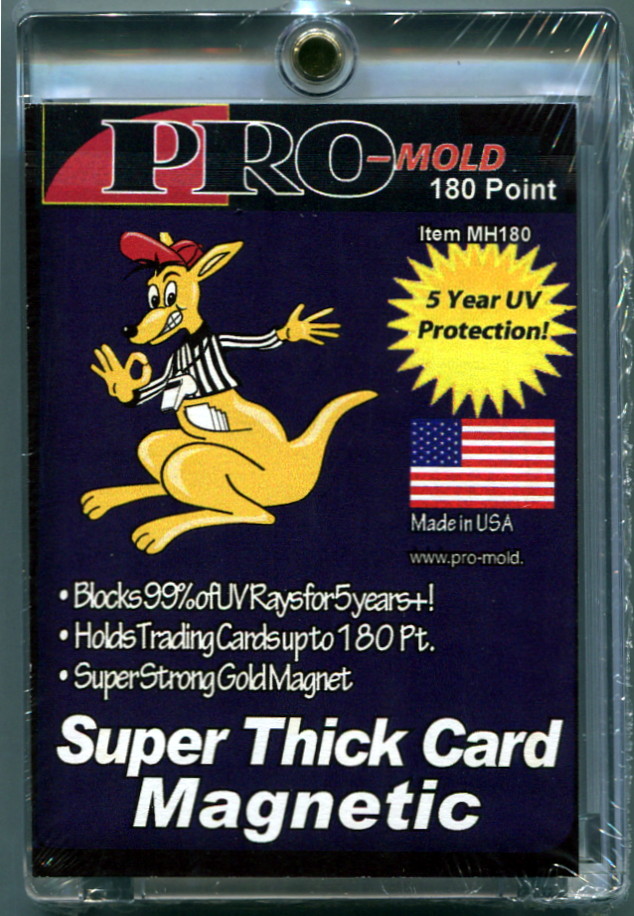 PRO-MOLD
180 Point
Item MH180
5 Year UV
Protection!
Made in USA
www.pro-mold.
• Blocks 99% of UV Rays for 5 years+!
• Holds Trading Cards up to 180 Pt.
• Super Strong Gold Magnet
Super Thick Card
Magnetic